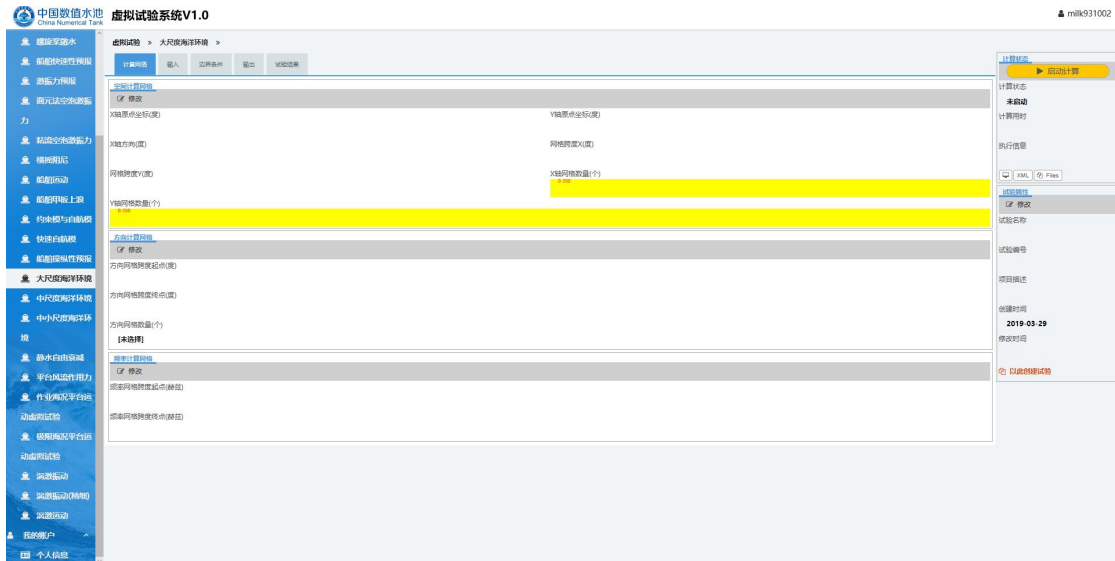 中国数值水池
China Numerical Tank
虚拟试验系统V1.0
milk931002
螺旋桨敞水
船舶快速性预报
激振力预报
面元法空泡激振
力
粘流空泡激振力
横摇阻尼
船舶运动
船舶甲板上浪
约束模与自航模
快速自航模
船舶操纵性预报
大尺度海洋环境
中尺度海洋环境
中小尺度海洋环
境
静水自由衰减
平台风流作用力
作业海况平台运
动虚拟试验
极限海况平台运
动虚拟试验
涡激振动
涡激振动(精细)
涡激运动
我的账户
个人信息
虚拟试验 » 大尺度海洋环境 »
计算网格 输入 边界条件 输出 试验结果
空间计算网格
修改
X轴原点坐标(度) Y轴原点坐标(度)
X轴方向(度) 网格跨度X(度)
网格跨度Y(度) X轴网格数量(个)
Y轴网格数量(个)
方向计算网格
修改
方向网格跨度起点(度)
方向网格跨度终点(度)
方向网格数量(个)
[未选择]
频率计算网格
修改
频率网格跨度起点(赫兹)
频率网格跨度终点(赫兹)
计算状态
启动计算
计算状态
未启动
计算用时
执行信息
XML Files
试验属性
修改
试验名称
试验编号
项目描述
创建时间
2019-03-29
修改时间
以此创建试验